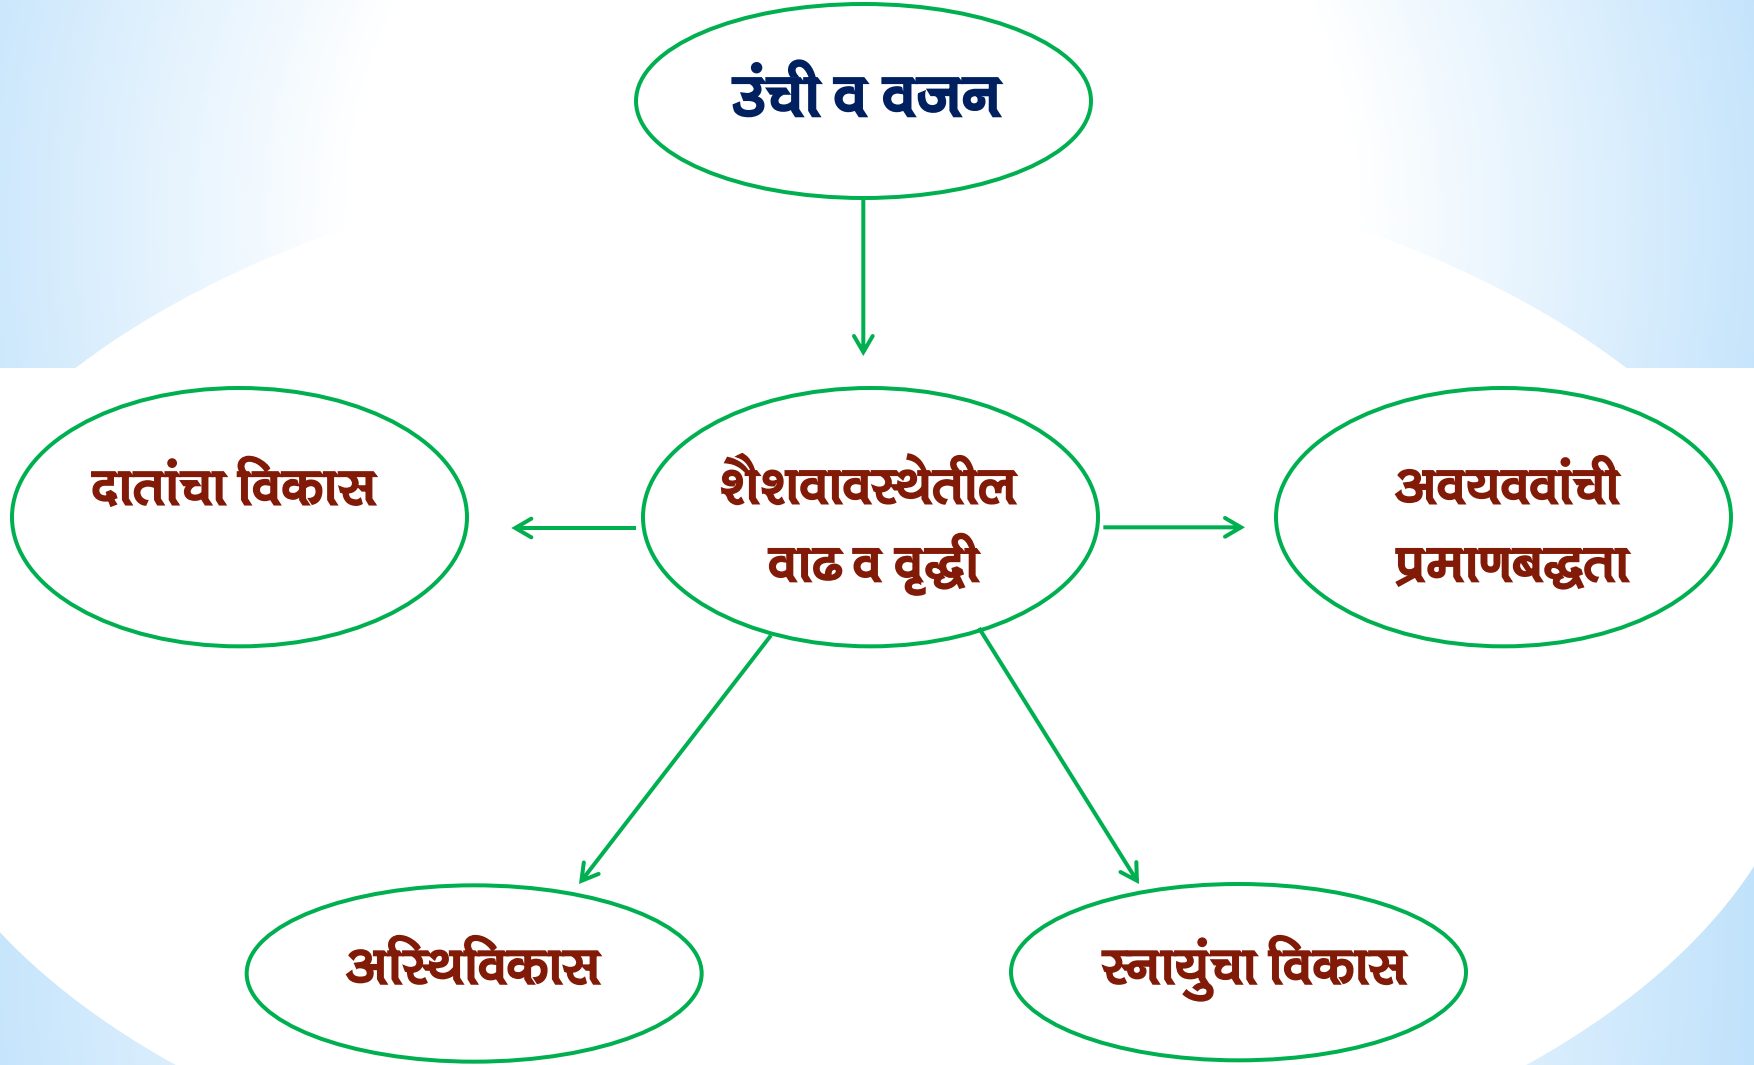 उंची व वजन
दातांचा विकास
शैशवावस्थेतील
वाढ व वृद्धी
अवयववांची
प्रमाणबद्धता
अस्थिविकास
स्नायुंचा विकास